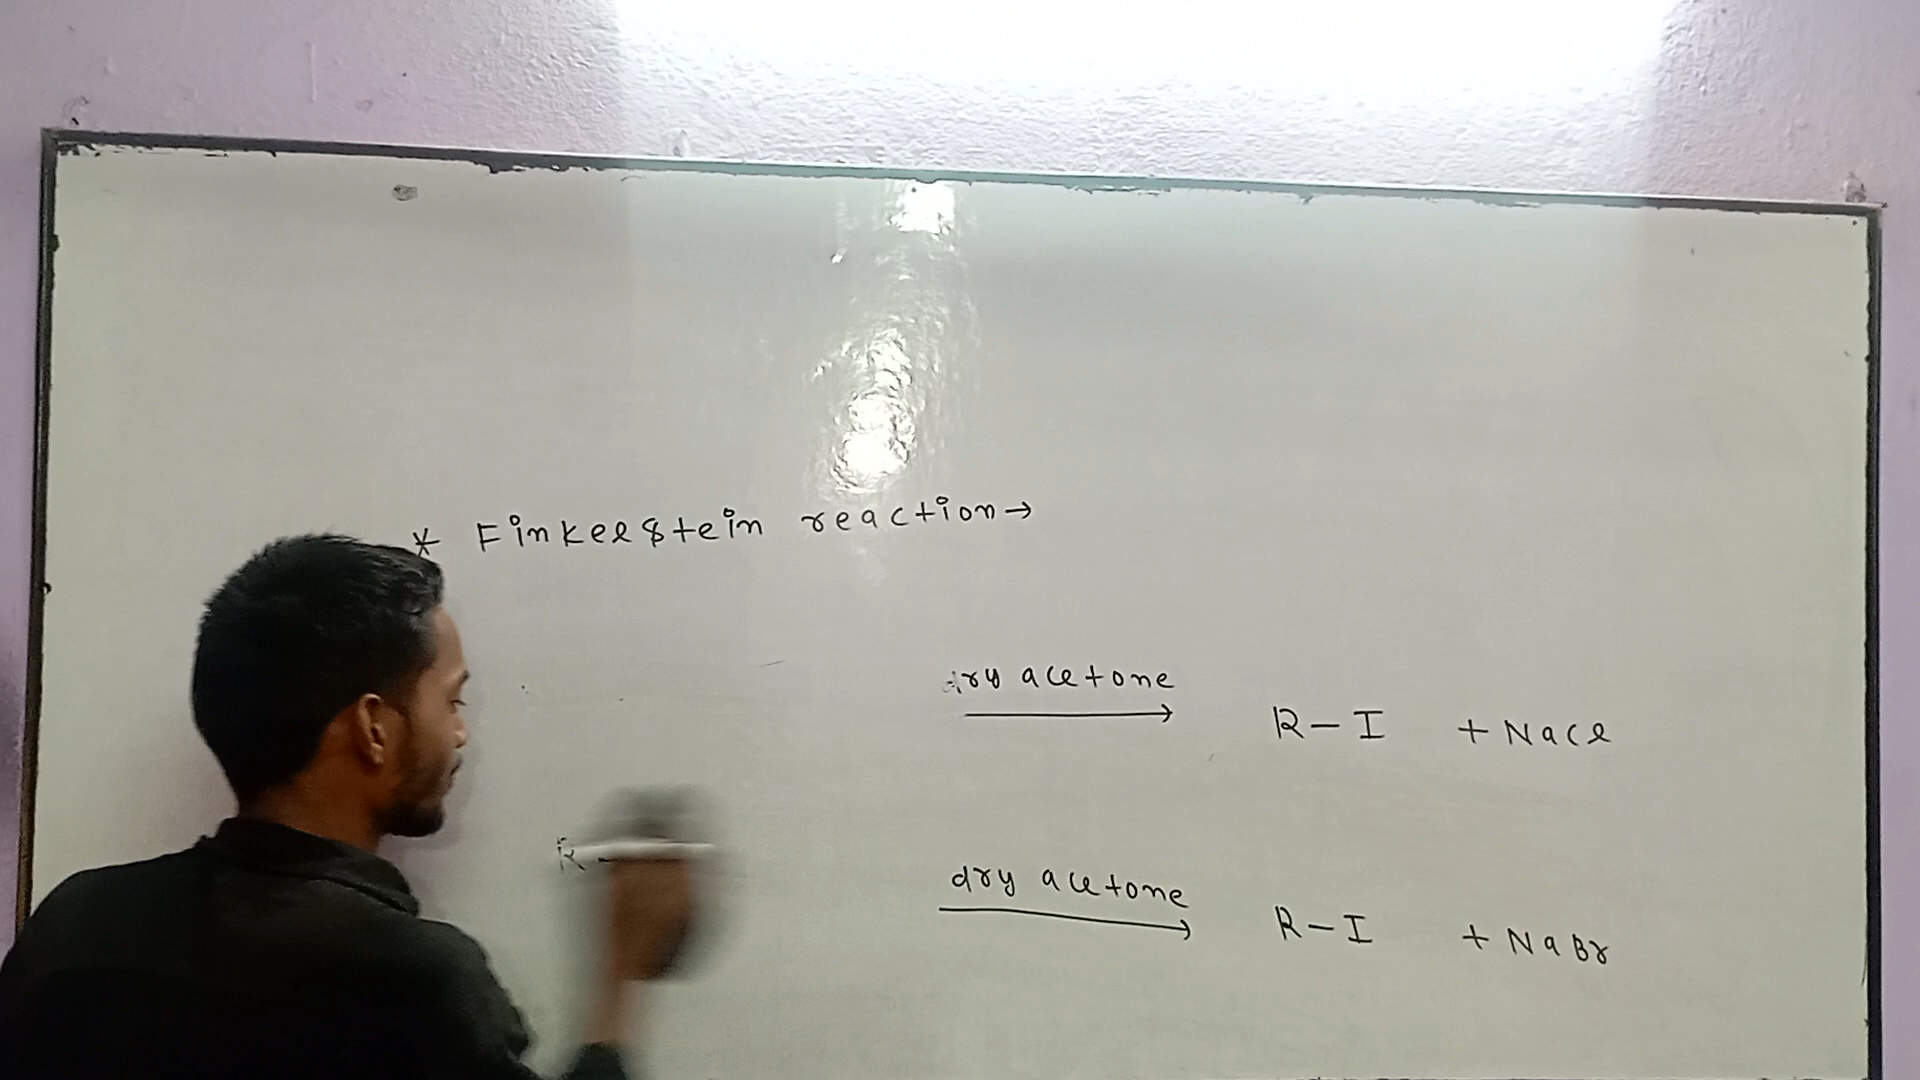 * Finkelstein reaction →
dry acetone
→ R-I + NaCl
R -
dry acetone
→ R-I + NaBr